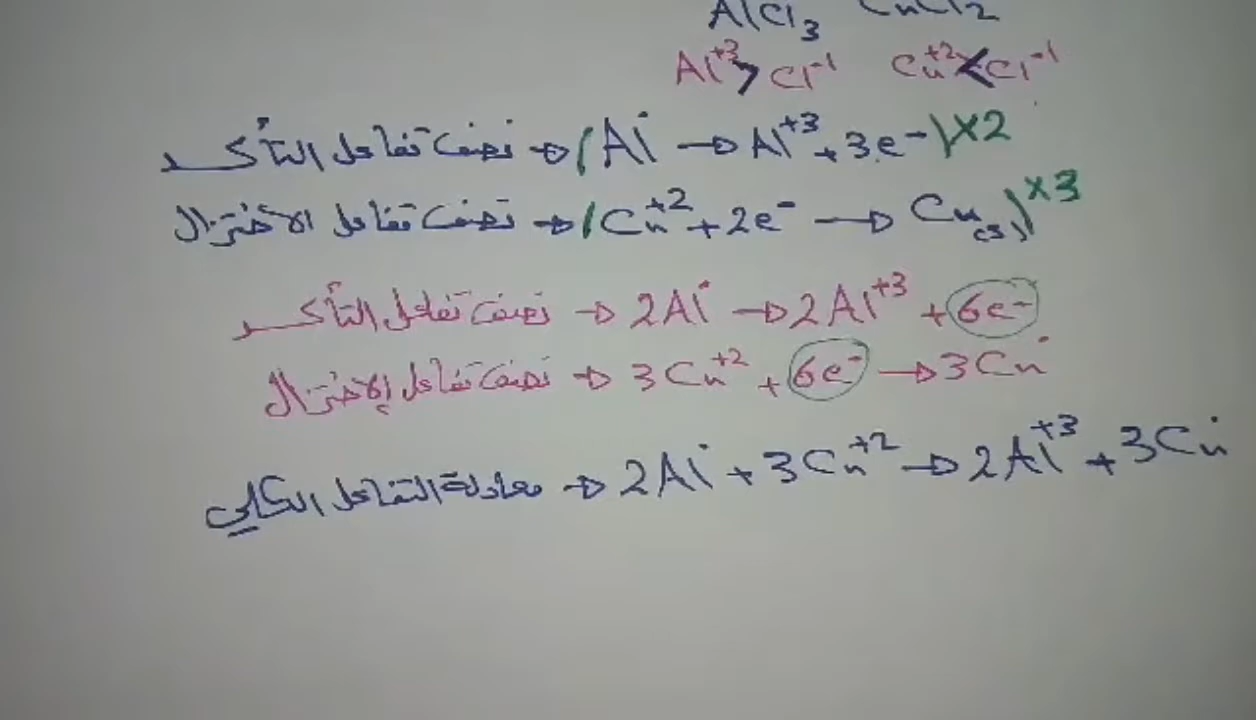 AlCl₃ CuCl₂
Al⁺³ > Cl⁻¹ Cu⁺² < Cl⁻¹
نصف تفاعل التأكسد → (Al → Al⁺³ + 3e⁻) ×2
نصف تفاعل الأختزال → (Cu⁺² + 2e⁻ → Cu(s)) ×3
نصف تفاعل التأكسد → 2Al → 2Al⁺³ + 6e⁻
نصف تفاعل الإختزال → 3Cu⁺² + 6e⁻ → 3Cu
معادلة التفاعل الكلي → 2Al + 3Cu⁺² → 2Al⁺³ + 3Cu